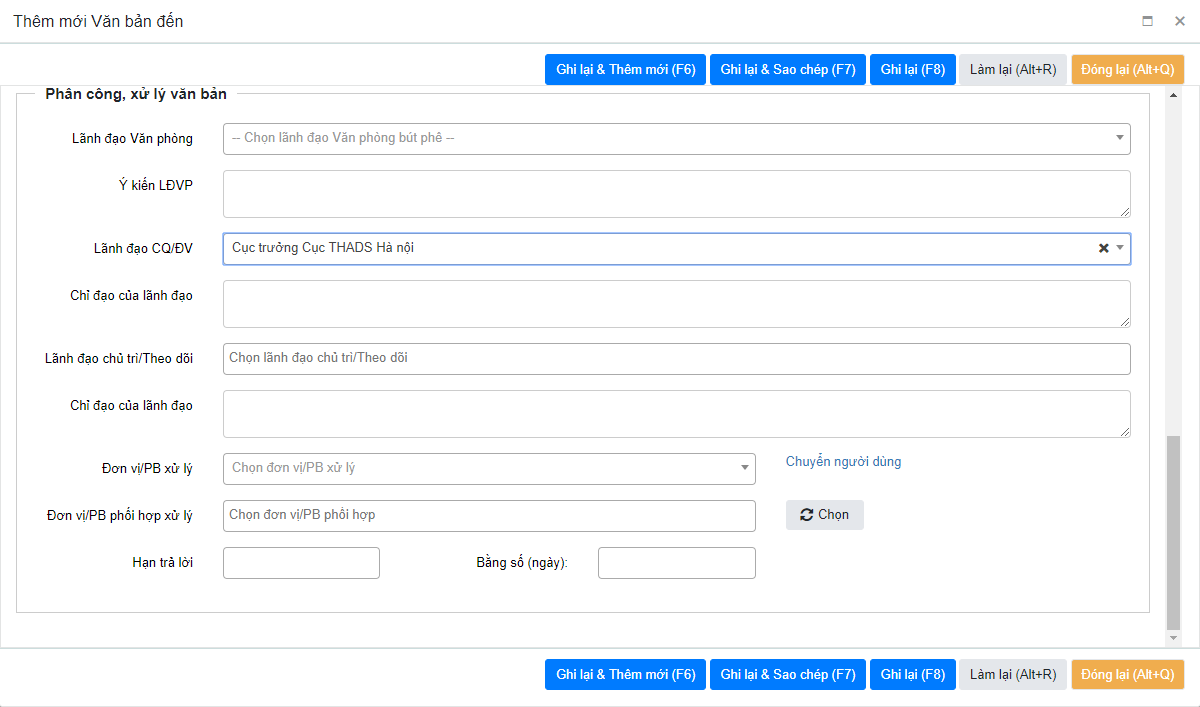 Thêm mới Văn bản đến
Ghi lại & Thêm mới (F6) Ghi lại & Sao chép (F7) Ghi lại (F8) Làm lại (Alt+R) Đóng lại (Alt+Q)
Phân công, xử lý văn bản
Lãnh đạo Văn phòng -- Chọn lãnh đạo Văn phòng bút phê --
Ý kiến LĐVP
Lãnh đạo CQ/ĐV Cục trưởng Cục THADS Hà nội
Chỉ đạo của lãnh đạo
Lãnh đạo chủ trì/Theo dõi Chọn lãnh đạo chủ trì/Theo dõi
Chỉ đạo của lãnh đạo
Đơn vị/PB xử lý Chọn đơn vị/PB xử lý Chuyển người dùng
Đơn vị/PB phối hợp xử lý Chọn đơn vị/PB phối hợp Chọn
Hạn trả lời Bằng số (ngày):
Ghi lại & Thêm mới (F6) Ghi lại & Sao chép (F7) Ghi lại (F8) Làm lại (Alt+R) Đóng lại (Alt+Q)